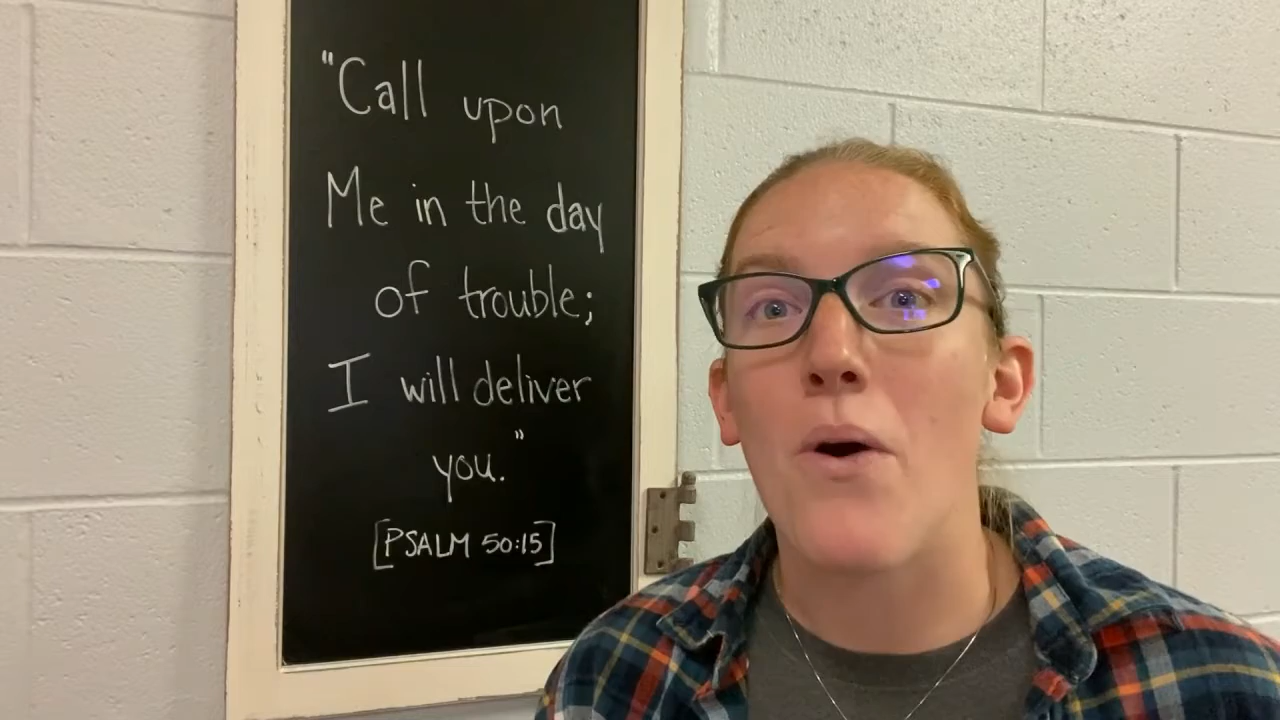 "Call upon
Me in the day
of trouble;
I will deliver
you."
[PSALM 50:15]